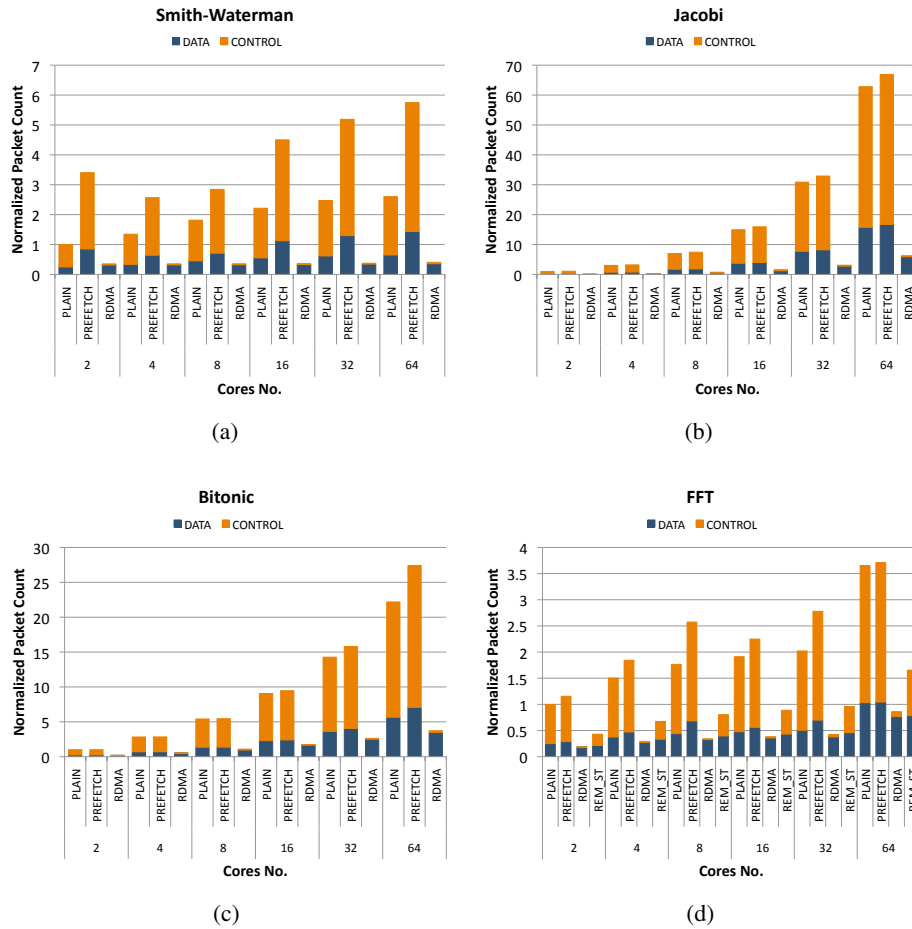 Smith-Waterman
DATA CONTROL
Normalized Packet Count
7
6
5
4
3
2
1
0
PLAIN PREFETCH RDMA PLAIN PREFETCH RDMA PLAIN PREFETCH RDMA PLAIN PREFETCH RDMA PLAIN PREFETCH RDMA PLAIN PREFETCH RDMA
2 4 8 16 32 64
Cores No.
(a)
Jacobi
DATA CONTROL
Normalized Packet Count
70
60
50
40
30
20
10
0
PLAIN PREFETCH RDMA PLAIN PREFETCH RDMA PLAIN PREFETCH RDMA PLAIN PREFETCH RDMA PLAIN PREFETCH RDMA PLAIN PREFETCH RDMA
2 4 8 16 32 64
Cores No.
(b)
Bitonic
DATA CONTROL
Normalized Packet Count
30
25
20
15
10
5
0
PLAIN PREFETCH RDMA PLAIN PREFETCH RDMA PLAIN PREFETCH RDMA PLAIN PREFETCH RDMA PLAIN PREFETCH RDMA PLAIN PREFETCH RDMA
2 4 8 16 32 64
Cores No.
(c)
FFT
DATA CONTROL
Normalized Packet Count
4
3.5
3
2.5
2
1.5
1
0.5
0
PLAIN PREFETCH RDMA REM_ST PLAIN PREFETCH RDMA REM_ST PLAIN PREFETCH RDMA REM_ST PLAIN PREFETCH RDMA REM_ST PLAIN PREFETCH RDMA REM_ST PLAIN PREFETCH RDMA REM_ST
2 4 8 16 32 64
Cores No.
(d)